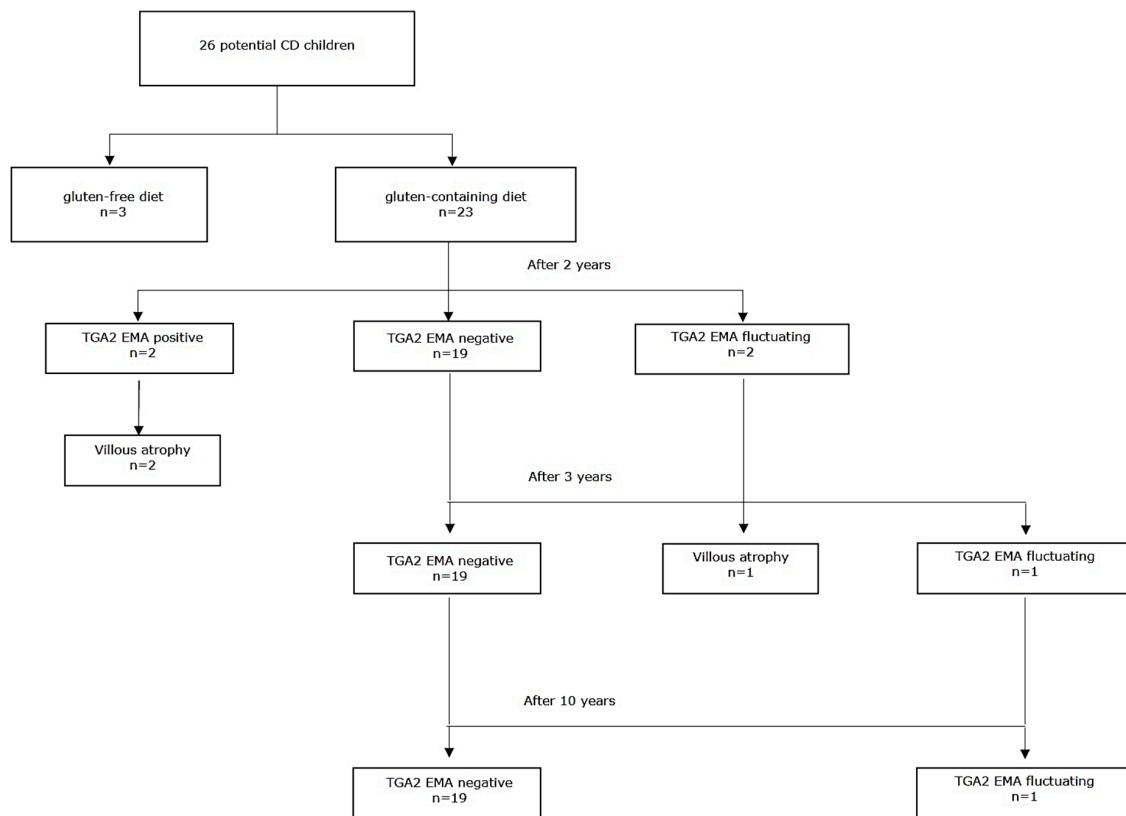 26 potential CD children
gluten-free diet
n=3
gluten-containing diet
n=23
After 2 years
TGA2 EMA positive
n=2
TGA2 EMA negative
n=19
TGA2 EMA fluctuating
n=2
Villous atrophy
n=2
After 3 years
TGA2 EMA negative
n=19
Villous atrophy
n=1
TGA2 EMA fluctuating
n=1
After 10 years
TGA2 EMA negative
n=19
TGA2 EMA fluctuating
n=1